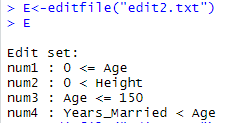 > E<-editfile("edit2.txt")
> E
Edit set:
num1 : 0 <= Age
num2 : 0 < Height
num3 : Age <= 150
num4 : Years_Married < Age